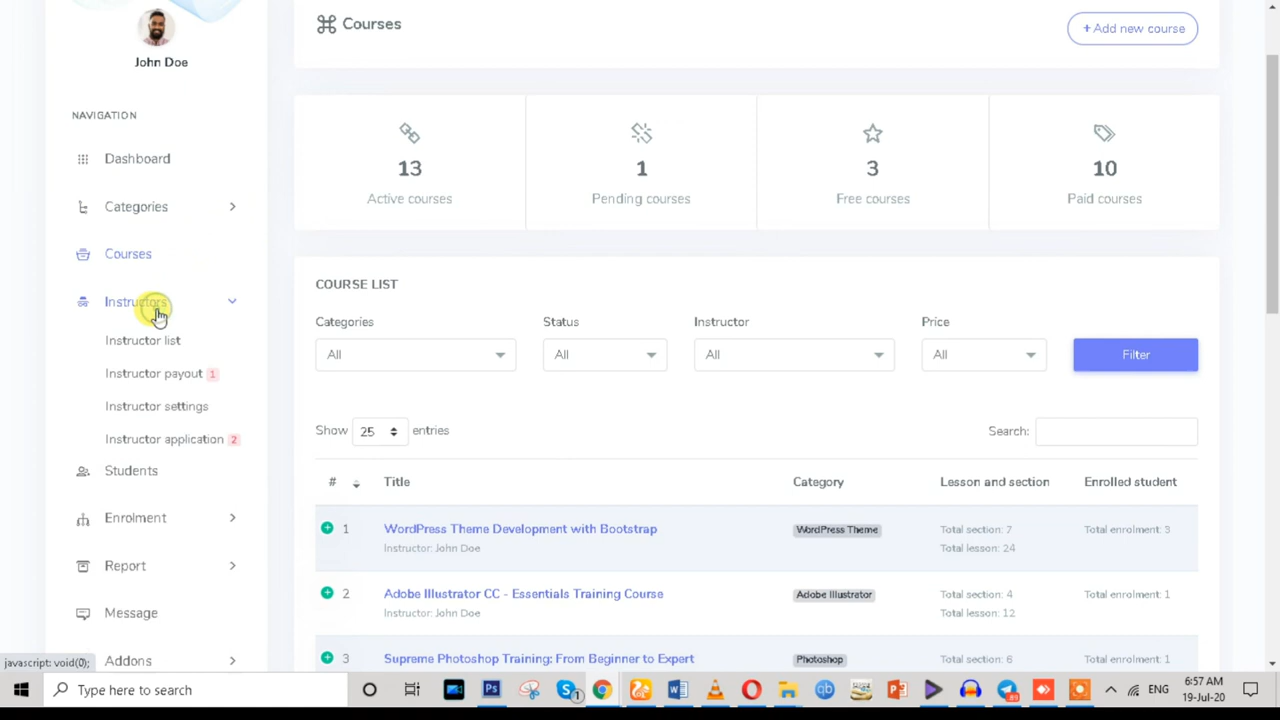 Courses
+ Add new course
John Doe
NAVIGATION
Dashboard
Categories
Courses
Instructors
Instructor list
Instructor payout 1
Instructor settings
Instructor application 2
Students
Enrolment
Report
Message
Addons
13
Active courses
1
Pending courses
3
Free courses
10
Paid courses
COURSE LIST
Categories Status Instructor Price
All All All All Filter
Show 25 entries Search:
# Title Category Lesson and section Enrolled student
1 WordPress Theme Development with Bootstrap WordPress Theme Total section: 7 Total enrolment: 3
Instructor: John Doe Total lesson: 24
2 Adobe Illustrator CC - Essentials Training Course Adobe Illustrator Total section: 4 Total enrolment: 1
Instructor: John Doe Total lesson: 12
3 Supreme Photoshop Training: From Beginner to Expert Photoshop Total section: 6 Total enrolment: 1
javascript: void(0);
Type here to search
ENG
6:57 AM
19-Jul-20